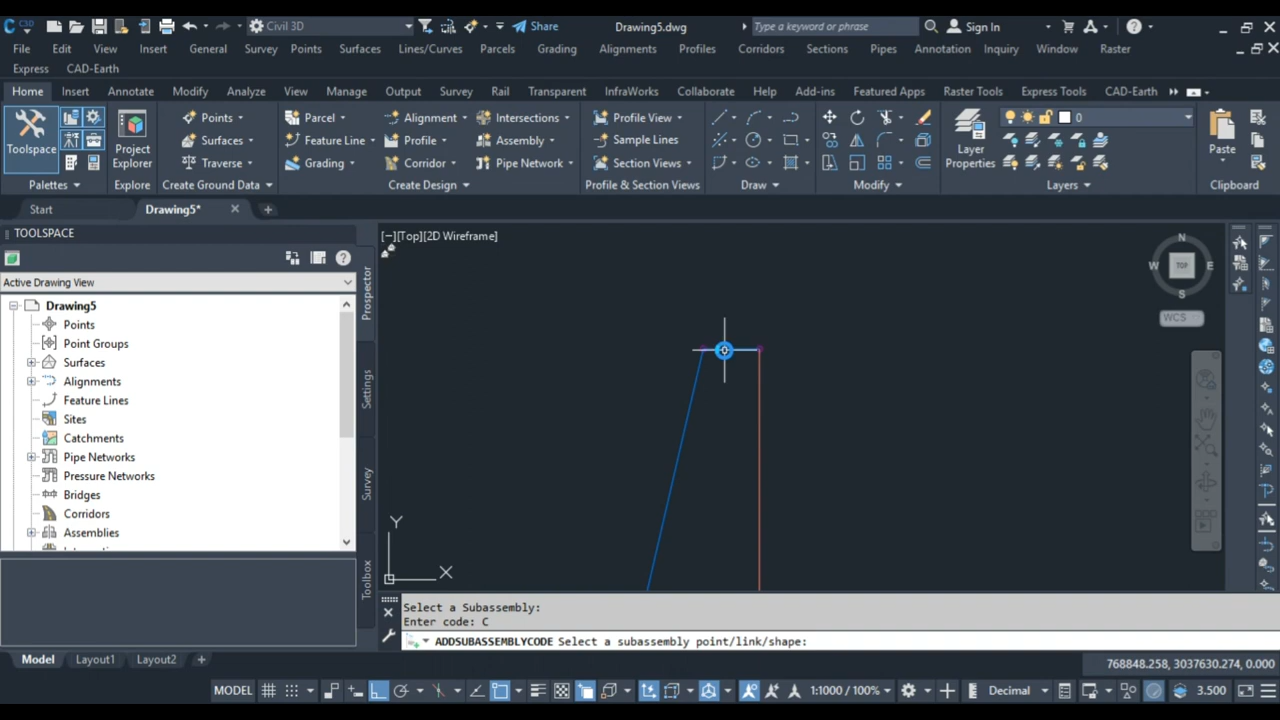 C3D Civil 3D Share Drawing5.dwg Type a keyword or phrase Sign In
File Edit View Insert General Survey Points Surfaces Lines/Curves Parcels Grading Alignments Profiles Corridors Sections Pipes Annotation Inquiry Window Raster
Express CAD-Earth
Home Insert Annotate Modify Analyze View Manage Output Survey Rail Transparent InfraWorks Collaborate Help Add-ins Featured Apps Raster Tools Express Tools CAD-Earth
Points Parcel Alignment Intersections Profile View 0
Toolspace Project Explorer Surfaces Feature Line Profile Assembly Sample Lines Layer Properties Paste
Traverse Grading Corridor Pipe Network Section Views
Palettes Explore Create Ground Data Create Design Profile & Section Views Draw Modify Layers Clipboard
Start Drawing5*
TOOLSPACE
[−][Top][2D Wireframe]
N
W TOP E
S
WCS
Active Drawing View
Prospector
Settings
Survey
Toolbox
Drawing5
Points
Point Groups
Surfaces
Alignments
Feature Lines
Sites
Catchments
Pipe Networks
Pressure Networks
Bridges
Corridors
Assemblies
Y
X
Select a Subassembly:
Enter code: C
ADDSUBASSEMBLYCODE Select a subassembly point/link/shape:
Model Layout1 Layout2 +
768848.258, 3037630.274, 0.000
MODEL 1:1000 / 100% Decimal 3.500